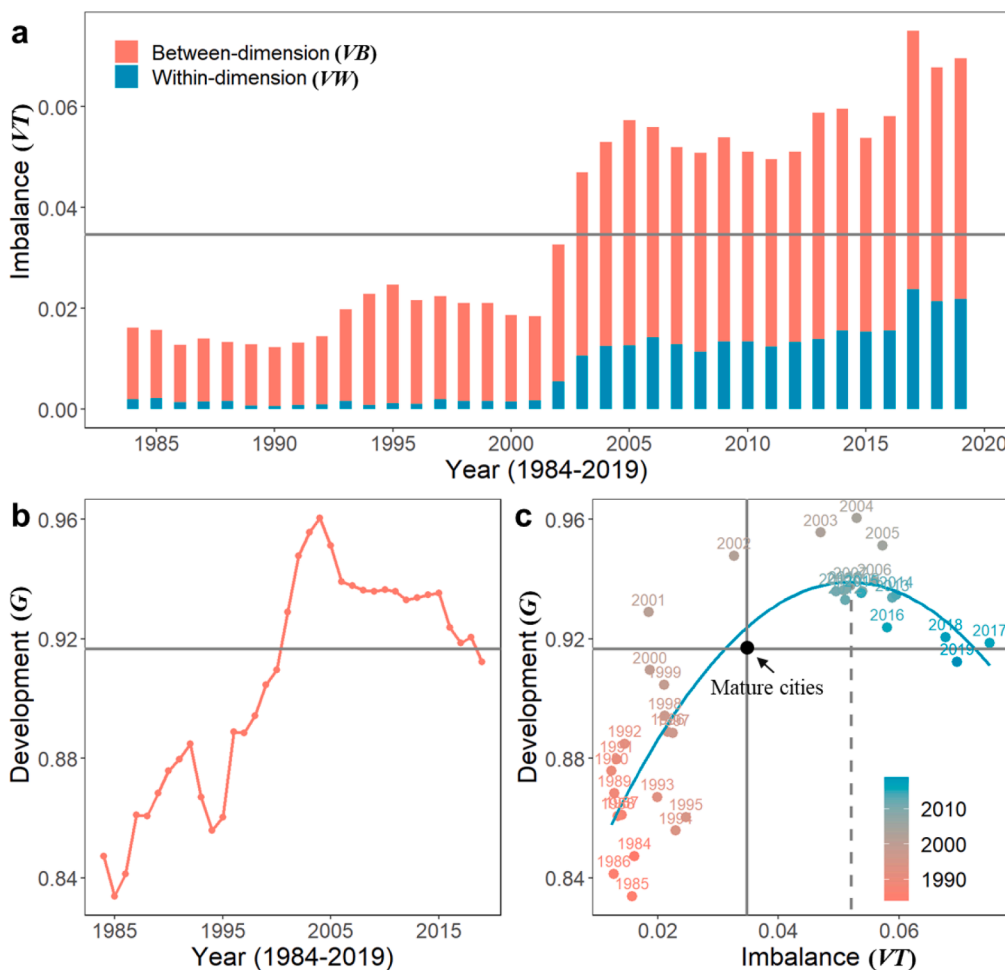 a
Between-dimension (VB)
Within-dimension (VW)
Imbalance (VT)
0.06
0.04
0.02
0.00
1985 1990 1995 2000 2005 2010 2015 2020
Year (1984-2019)
b
Development (G)
0.96
0.92
0.88
0.84
1985 1995 2005 2015
Year (1984-2019)
c
Development (G)
0.96
0.92
0.88
0.84
2004
2003
2005
2002
2006
2014
2001
2016
2018
2017
2019
2000
1999
Mature cities
1998
1992
1991
1989
1993
1995
1994
1984
1986
1985
2010
2000
1990
0.02 0.04 0.06
Imbalance (VT)